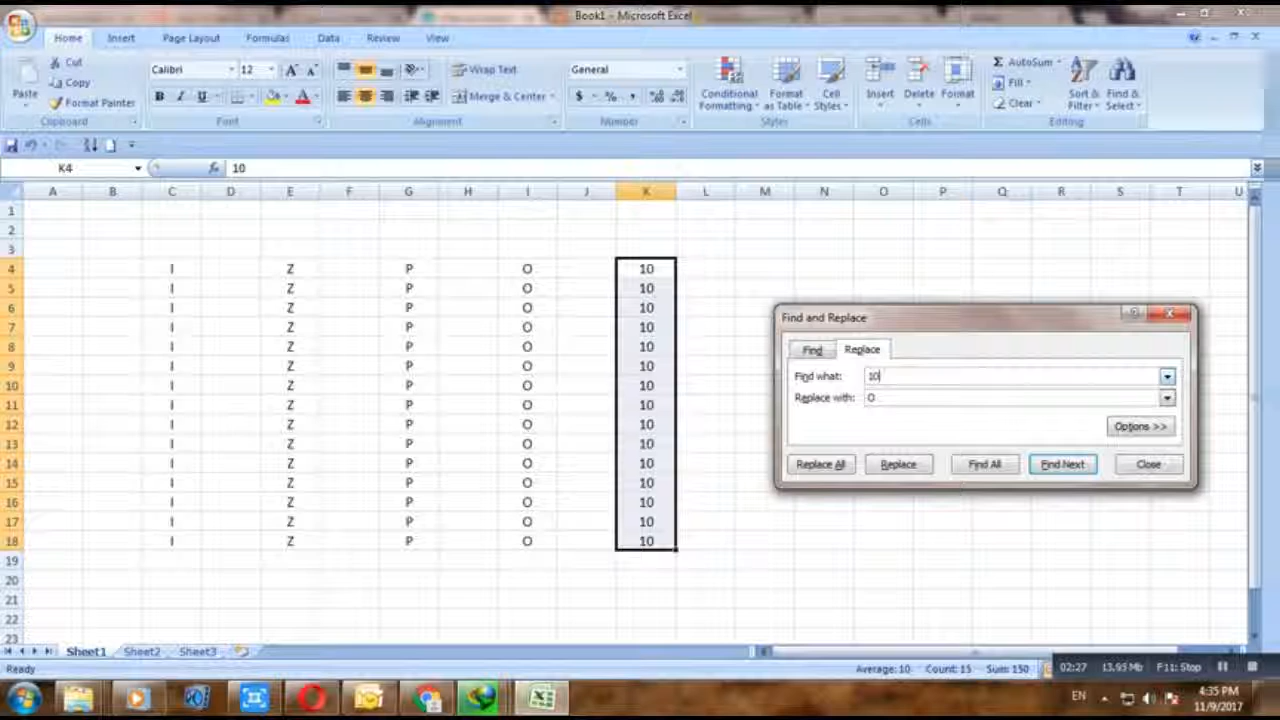 Book1 - Microsoft Excel
Home Insert Page Layout Formulas Data Review View
Paste Cut Copy Format Painter Clipboard
Calibri 12 A A B I U A Font
Wrap Text Merge & Center Alignment
General $ % , Number
Conditional Formatting Format as Table Cell Styles Styles
Insert Delete Format Cells
Σ AutoSum Fill Clear Sort & Filter Find & Select Editing
K4 fx 10
A B C D E F G H I J K L M N O P Q R S T U
1
2
3
4 I Z P O 10
5 I Z P O 10
6 I Z P O 10
7 I Z P O 10
8 I Z P O 10
9 I Z P O 10
10 I Z P O 10
11 I Z P O 10
12 I Z P O 10
13 I Z P O 10
14 I Z P O 10
15 I Z P O 10
16 I Z P O 10
17 I Z P O 10
18 I Z P O 10
19
20
21
22
23
Find and Replace
Find Replace
Find what: 10
Replace with: O
Options >>
Replace All Replace Find All Find Next Close
Sheet1 Sheet2 Sheet3
Ready Average: 10 Count: 15 Sum: 150 02:27 13.95 Mb F11: Stop
EN 4:35 PM
11/9/2017